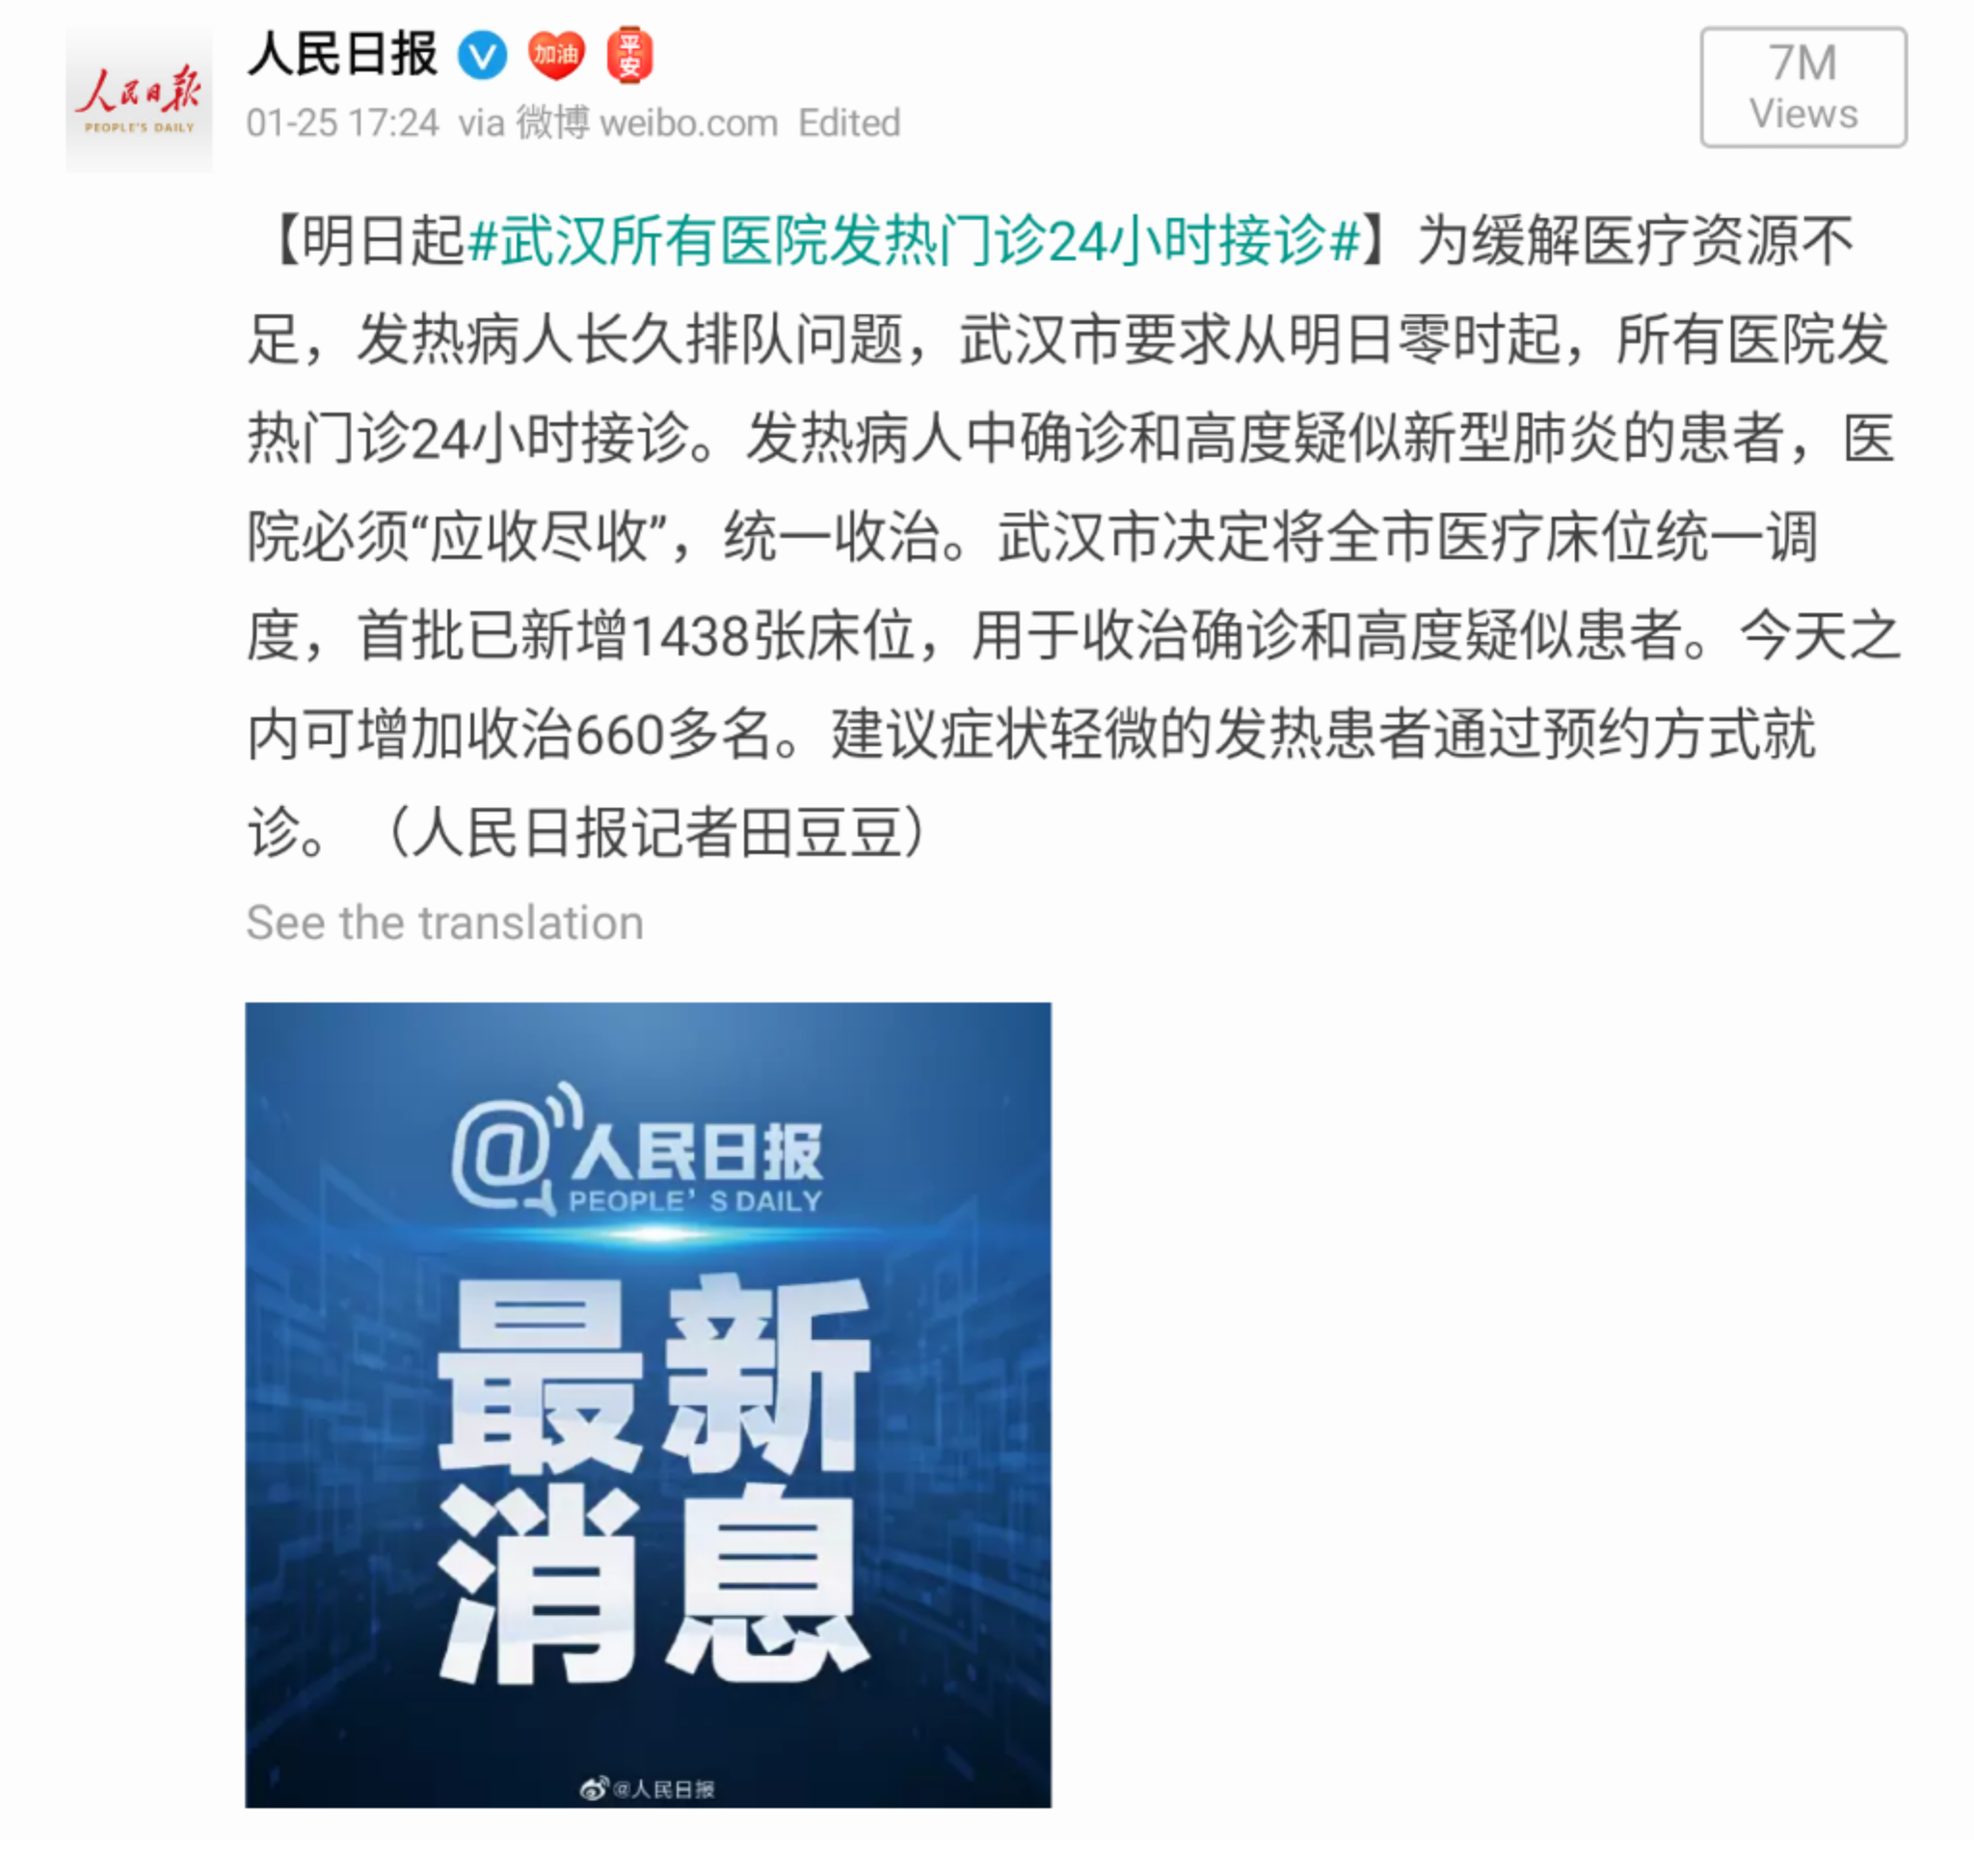 人民日報
PEOPLE'S DAILY
人民日报 V 加油 平安
01-25 17:24 via 微博 weibo.com Edited
7M
Views
【明日起#武汉所有医院发热门诊24小时接诊#】为缓解医疗资源不
足，发热病人长久排队问题，武汉市要求从明日零时起，所有医院发
热门诊24小时接诊。发热病人中确诊和高度疑似新型肺炎的患者，医
院必须“应收尽收”，统一收治。武汉市决定将全市医疗床位统一调
度，首批已新增1438张床位，用于收治确诊和高度疑似患者。今天之
内可增加收治660多名。建议症状轻微的发热患者通过预约方式就
诊。（人民日报记者田豆豆）
See the translation
@人民日报
PEOPLE’S DAILY
最新
消息
@人民日报